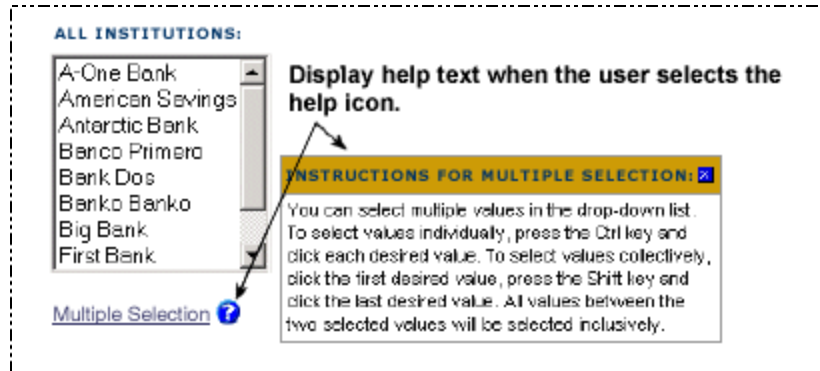 ALL INSTITUTIONS:
A-One Bank
American Savings
Antarctic Bank
Banco Primero
Bank Dos
Banko Banko
Big Bank
First Bank
Multiple Selection ?
Display help text when the user selects the
help icon.
INSTRUCTIONS FOR MULTIPLE SELECTION:
You can select multiple values in the drop-down list.
To select values individually, press the Ctrl key and
click each desired value. To select values collectively,
click the first desired value, press the Shift key and
click the last desired value. All values between the
two selected values will be selected inclusively.